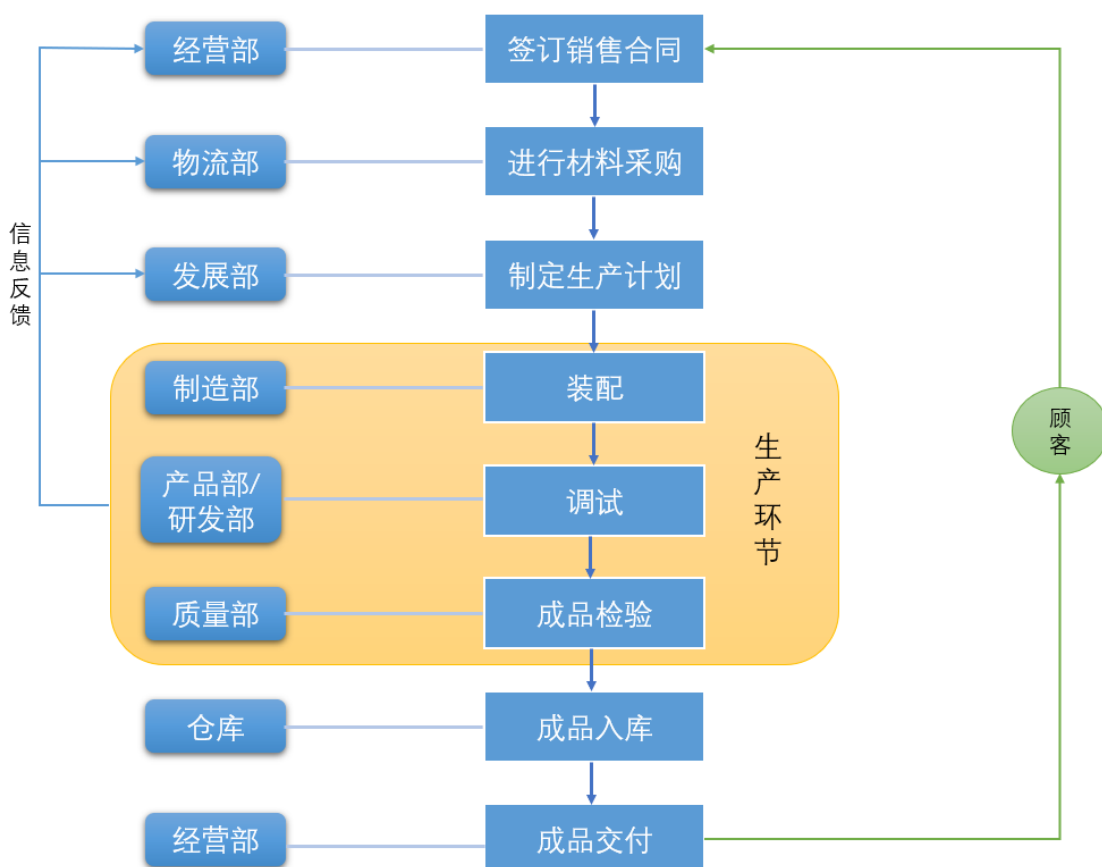 经营部
签订销售合同
物流部
进行材料采购
信息反馈
发展部
制定生产计划
制造部
装配
产品部/
研发部
调试
生产环节
质量部
成品检验
仓库
成品入库
经营部
成品交付
顾客